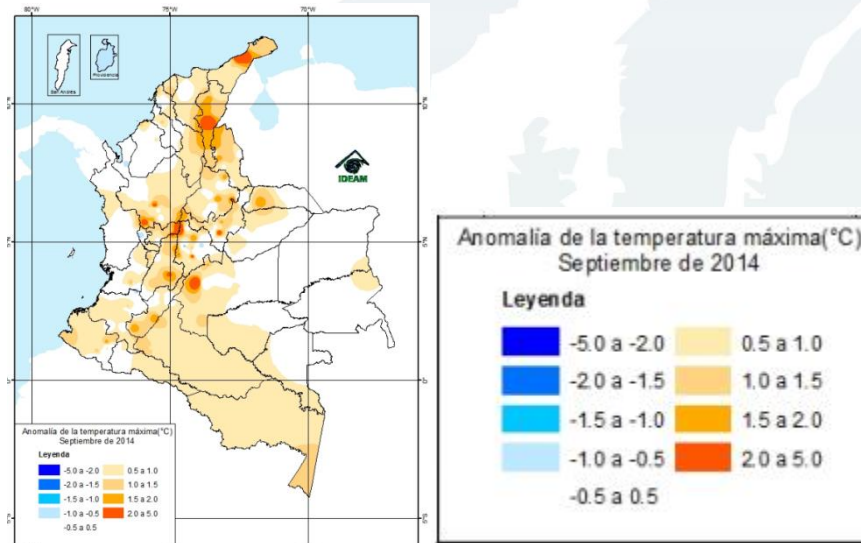 80°W
75°W
70°W
San Andres
Providencia
10°N
IDEAM
5°N
Anomalía de la temperatura máxima(°C)
Septiembre de 2014
Leyenda
-5.0 a -2.0 0.5 a 1.0
-2.0 a -1.5 1.0 a 1.5
-1.5 a -1.0 1.5 a 2.0
-1.0 a -0.5 2.0 a 5.0
-0.5 a 0.5
Anomalía de la temperatura máxima(°C)
Septiembre de 2014
Leyenda
-5.0 a -2.0 0.5 a 1.0
-2.0 a -1.5 1.0 a 1.5
-1.5 a -1.0 1.5 a 2.0
-1.0 a -0.5 2.0 a 5.0
-0.5 a 0.5